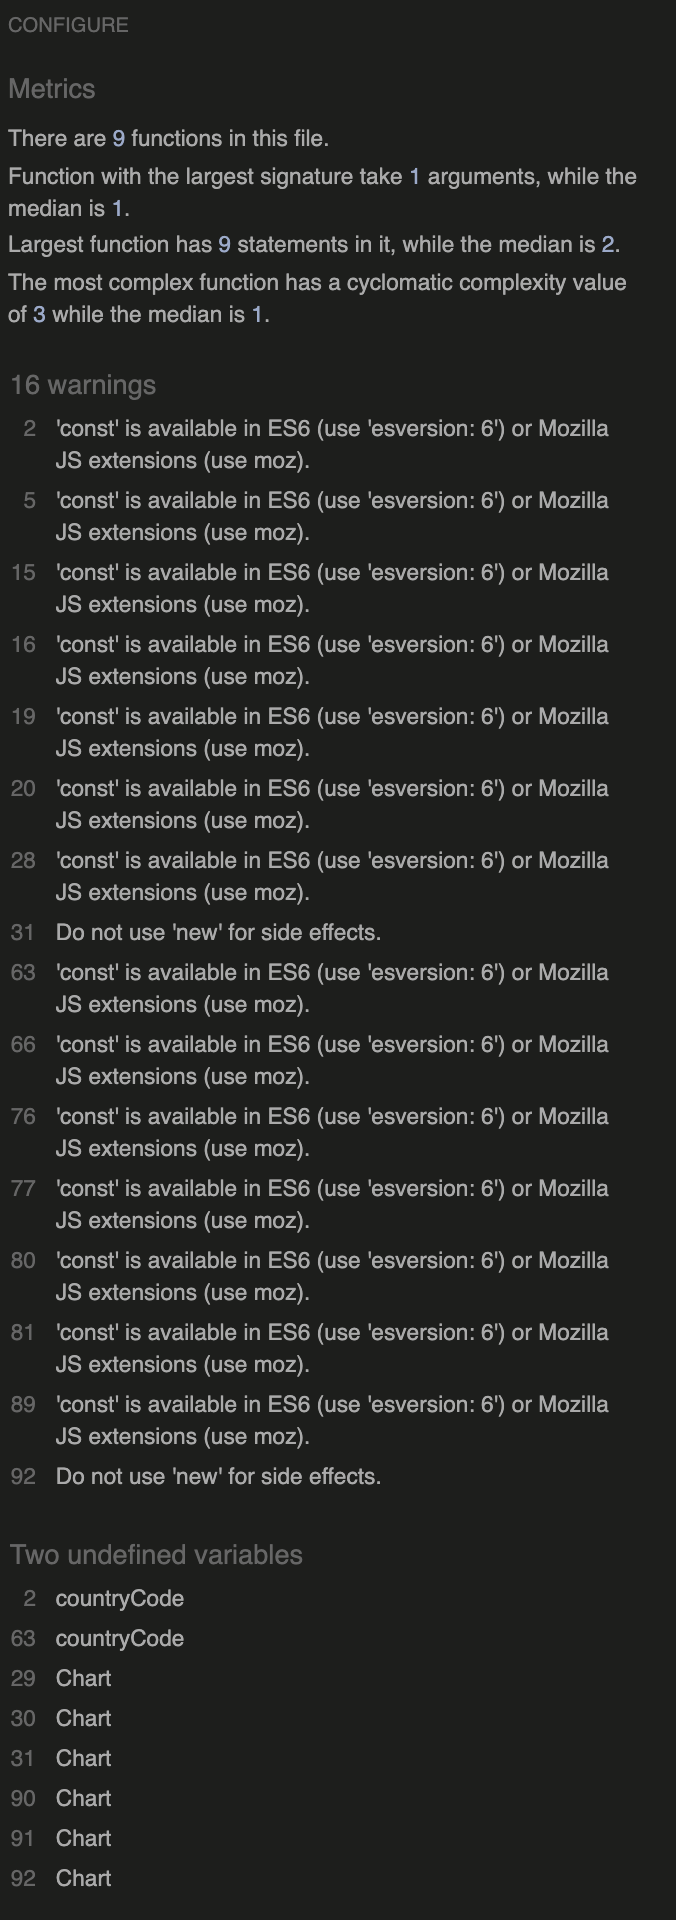 CONFIGURE
Metrics
There are 9 functions in this file.
Function with the largest signature take 1 arguments, while the
median is 1.
Largest function has 9 statements in it, while the median is 2.
The most complex function has a cyclomatic complexity value
of 3 while the median is 1.
16 warnings
2 'const' is available in ES6 (use 'esversion: 6') or Mozilla
JS extensions (use moz).
5 'const' is available in ES6 (use 'esversion: 6') or Mozilla
JS extensions (use moz).
15 'const' is available in ES6 (use 'esversion: 6') or Mozilla
JS extensions (use moz).
16 'const' is available in ES6 (use 'esversion: 6') or Mozilla
JS extensions (use moz).
19 'const' is available in ES6 (use 'esversion: 6') or Mozilla
JS extensions (use moz).
20 'const' is available in ES6 (use 'esversion: 6') or Mozilla
JS extensions (use moz).
28 'const' is available in ES6 (use 'esversion: 6') or Mozilla
JS extensions (use moz).
31 Do not use 'new' for side effects.
63 'const' is available in ES6 (use 'esversion: 6') or Mozilla
JS extensions (use moz).
66 'const' is available in ES6 (use 'esversion: 6') or Mozilla
JS extensions (use moz).
76 'const' is available in ES6 (use 'esversion: 6') or Mozilla
JS extensions (use moz).
77 'const' is available in ES6 (use 'esversion: 6') or Mozilla
JS extensions (use moz).
80 'const' is available in ES6 (use 'esversion: 6') or Mozilla
JS extensions (use moz).
81 'const' is available in ES6 (use 'esversion: 6') or Mozilla
JS extensions (use moz).
89 'const' is available in ES6 (use 'esversion: 6') or Mozilla
JS extensions (use moz).
92 Do not use 'new' for side effects.
Two undefined variables
2 countryCode
63 countryCode
29 Chart
30 Chart
31 Chart
90 Chart
91 Chart
92 Chart